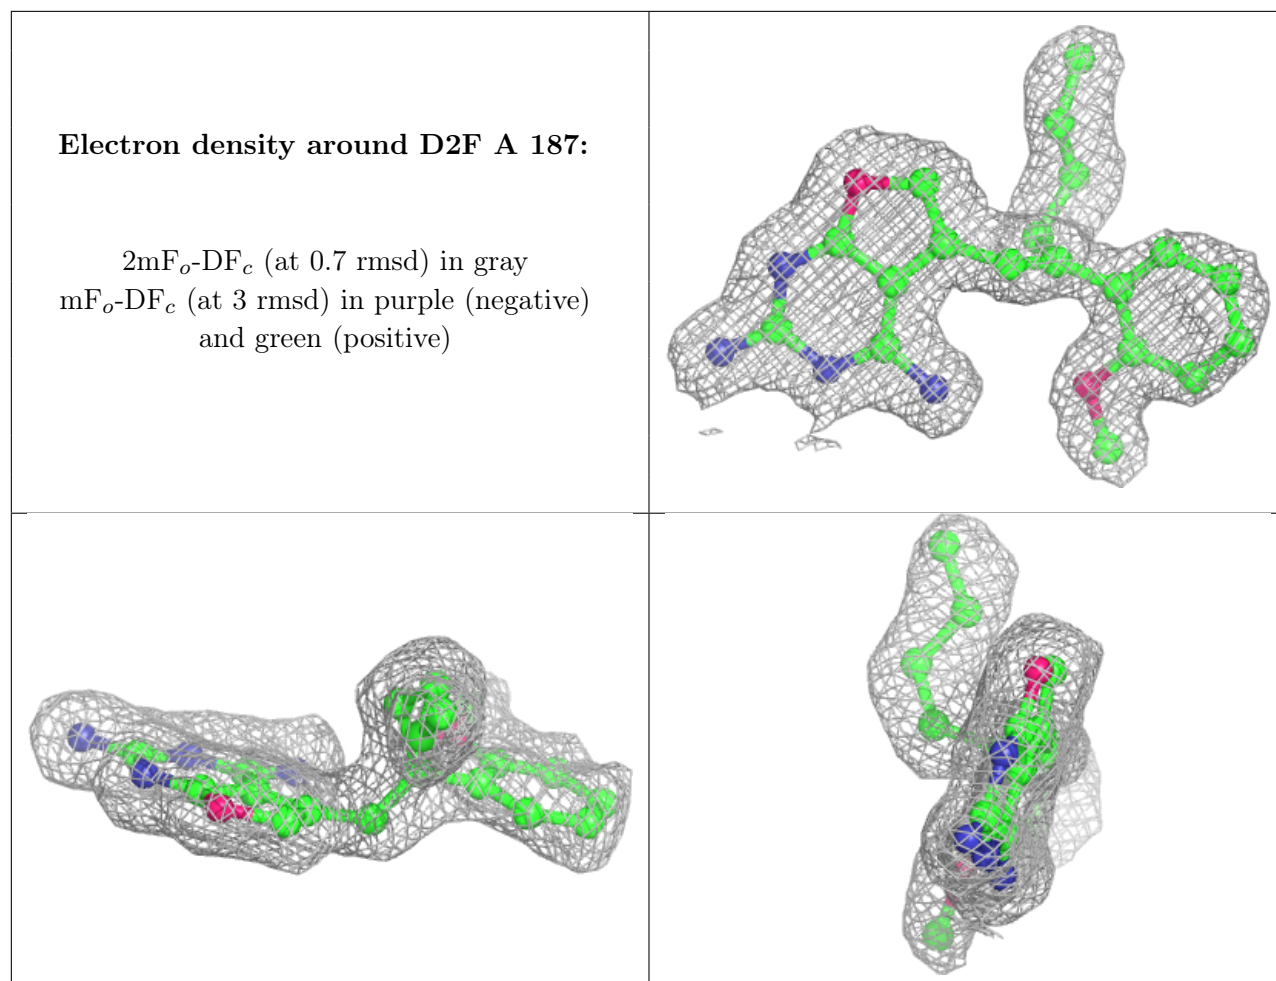 Electron density around D2F A 187:
2mFo-DFc (at 0.7 rmsd) in gray
mFo-DFc (at 3 rmsd) in purple (negative)
and green (positive)